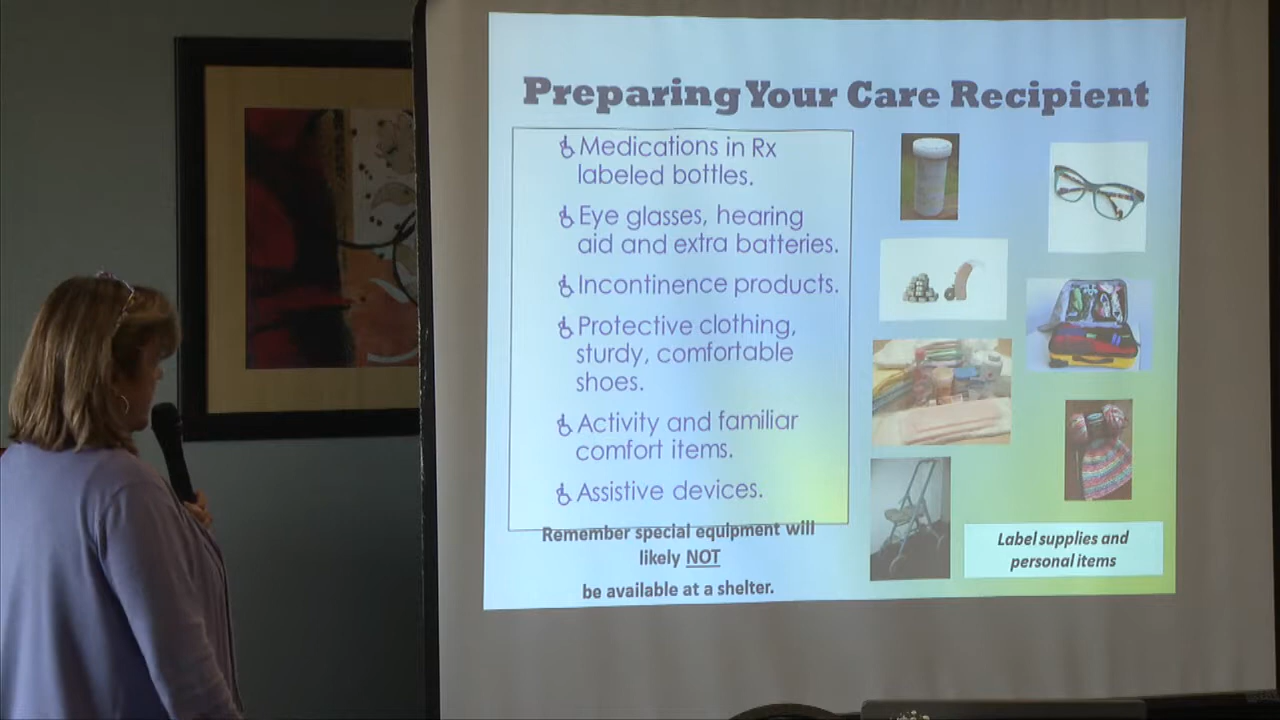 Preparing Your Care Recipient
Medications in Rx
labeled bottles.
Eye glasses, hearing
aid and extra batteries.
Incontinence products.
Protective clothing,
sturdy, comfortable
shoes.
Activity and familiar
comfort items.
Assistive devices.
Remember special equipment will
likely NOT
be available at a shelter.
Label supplies and
personal items